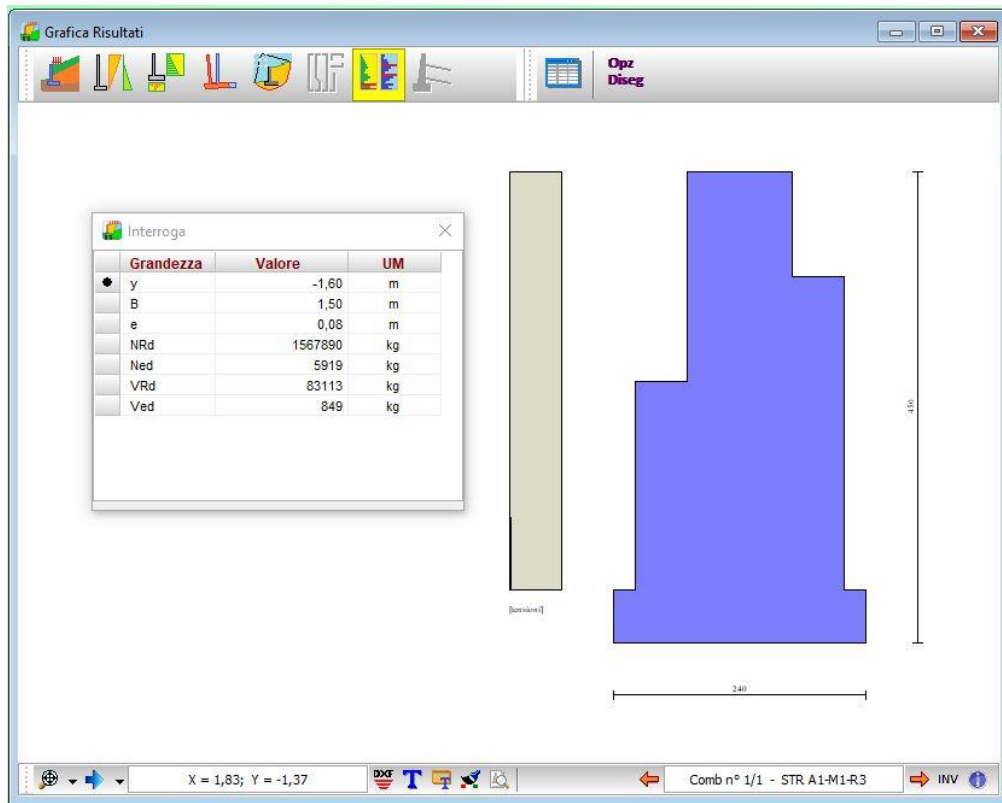 Grafica Risultati
Opz
Diseg
Interroga
Grandezza Valore UM
y -1,60 m
B 1,50 m
e 0,08 m
NRd 1567890 kg
Ned 5919 kg
VRd 83113 kg
Ved 849 kg
450
[tensioni]
240
X = 1,83; Y = -1,37
DXF
T
Comb n° 1/1 - STR A1-M1-R3
INV